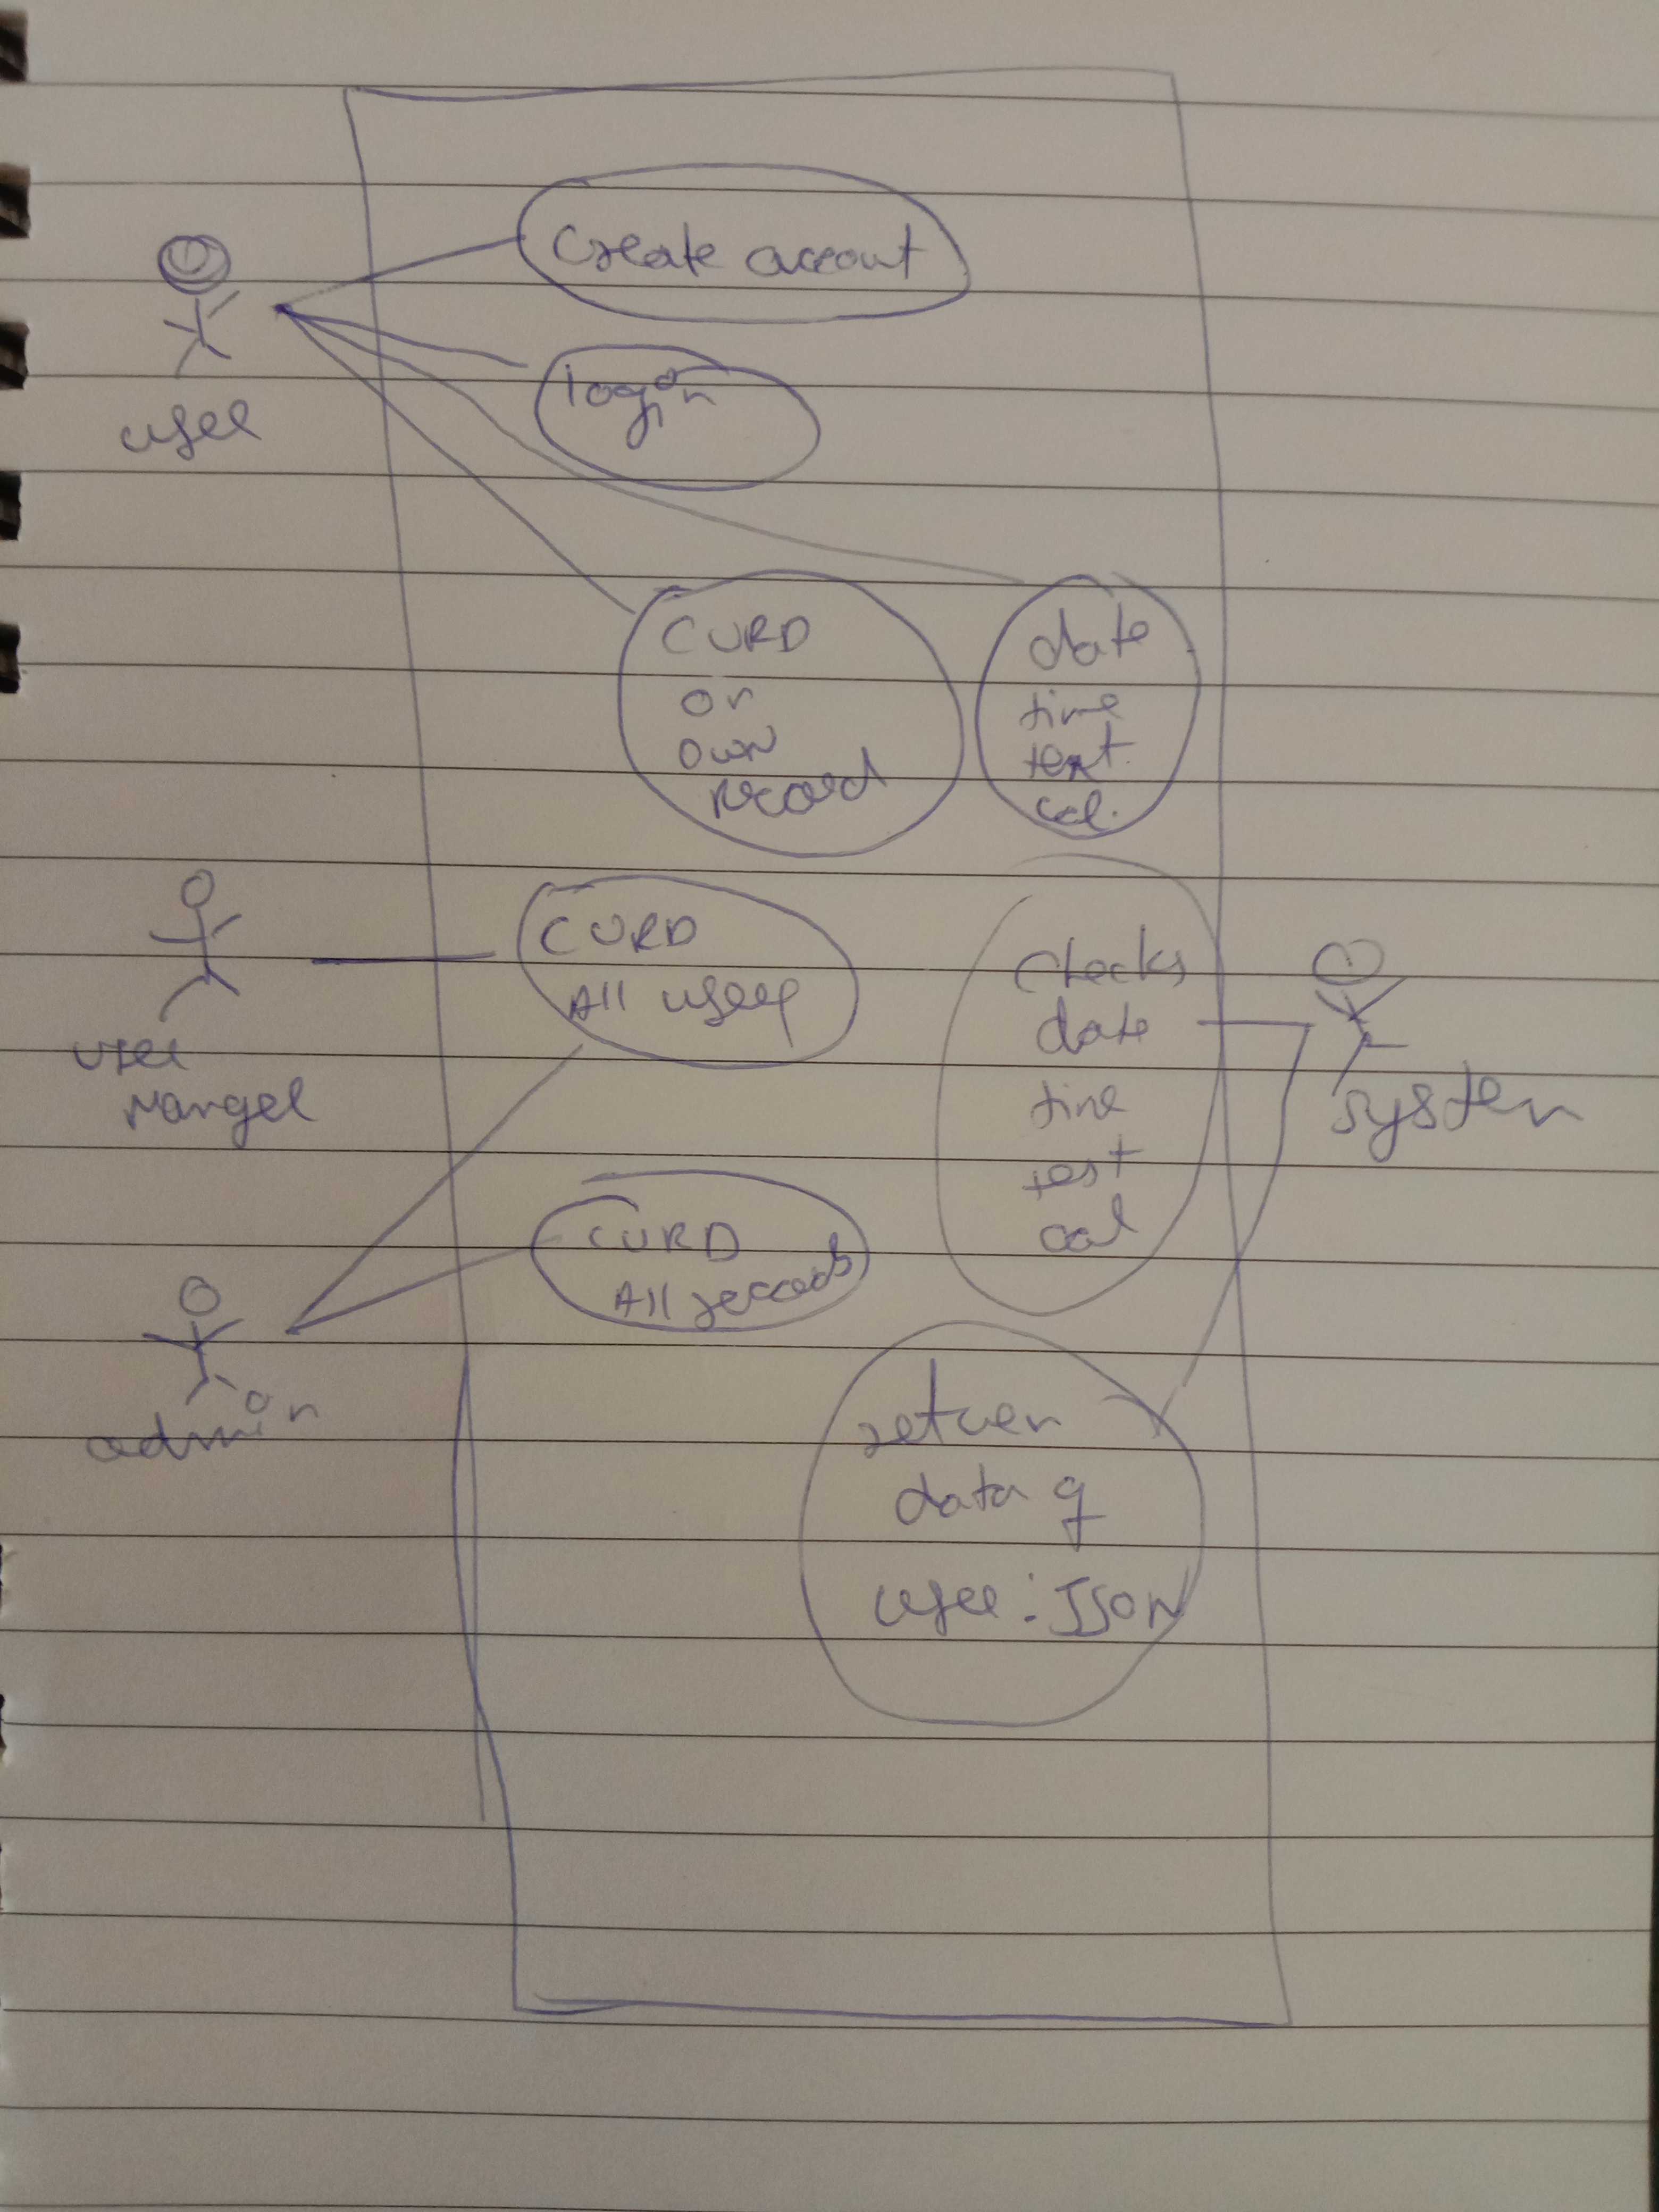 create account
login
user
CURD
on
own
record
date
time
text
cal.
CURD
All users
user
manger
checks
date
time
text
cal
system
CURD
All records
admin
return
data of
user : Json